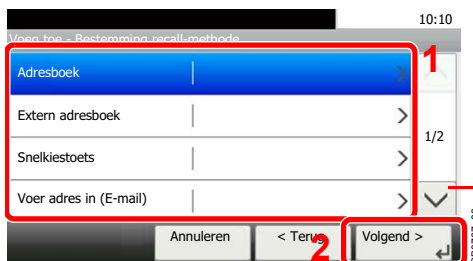 10:10
Voeg toe - Bestemming recall-methode
1
Adresboek
Extern adresboek
1/2
Snelkiestoets
Voer adres in (E-mail)
Annuleren
< Terug
2
Volgend >